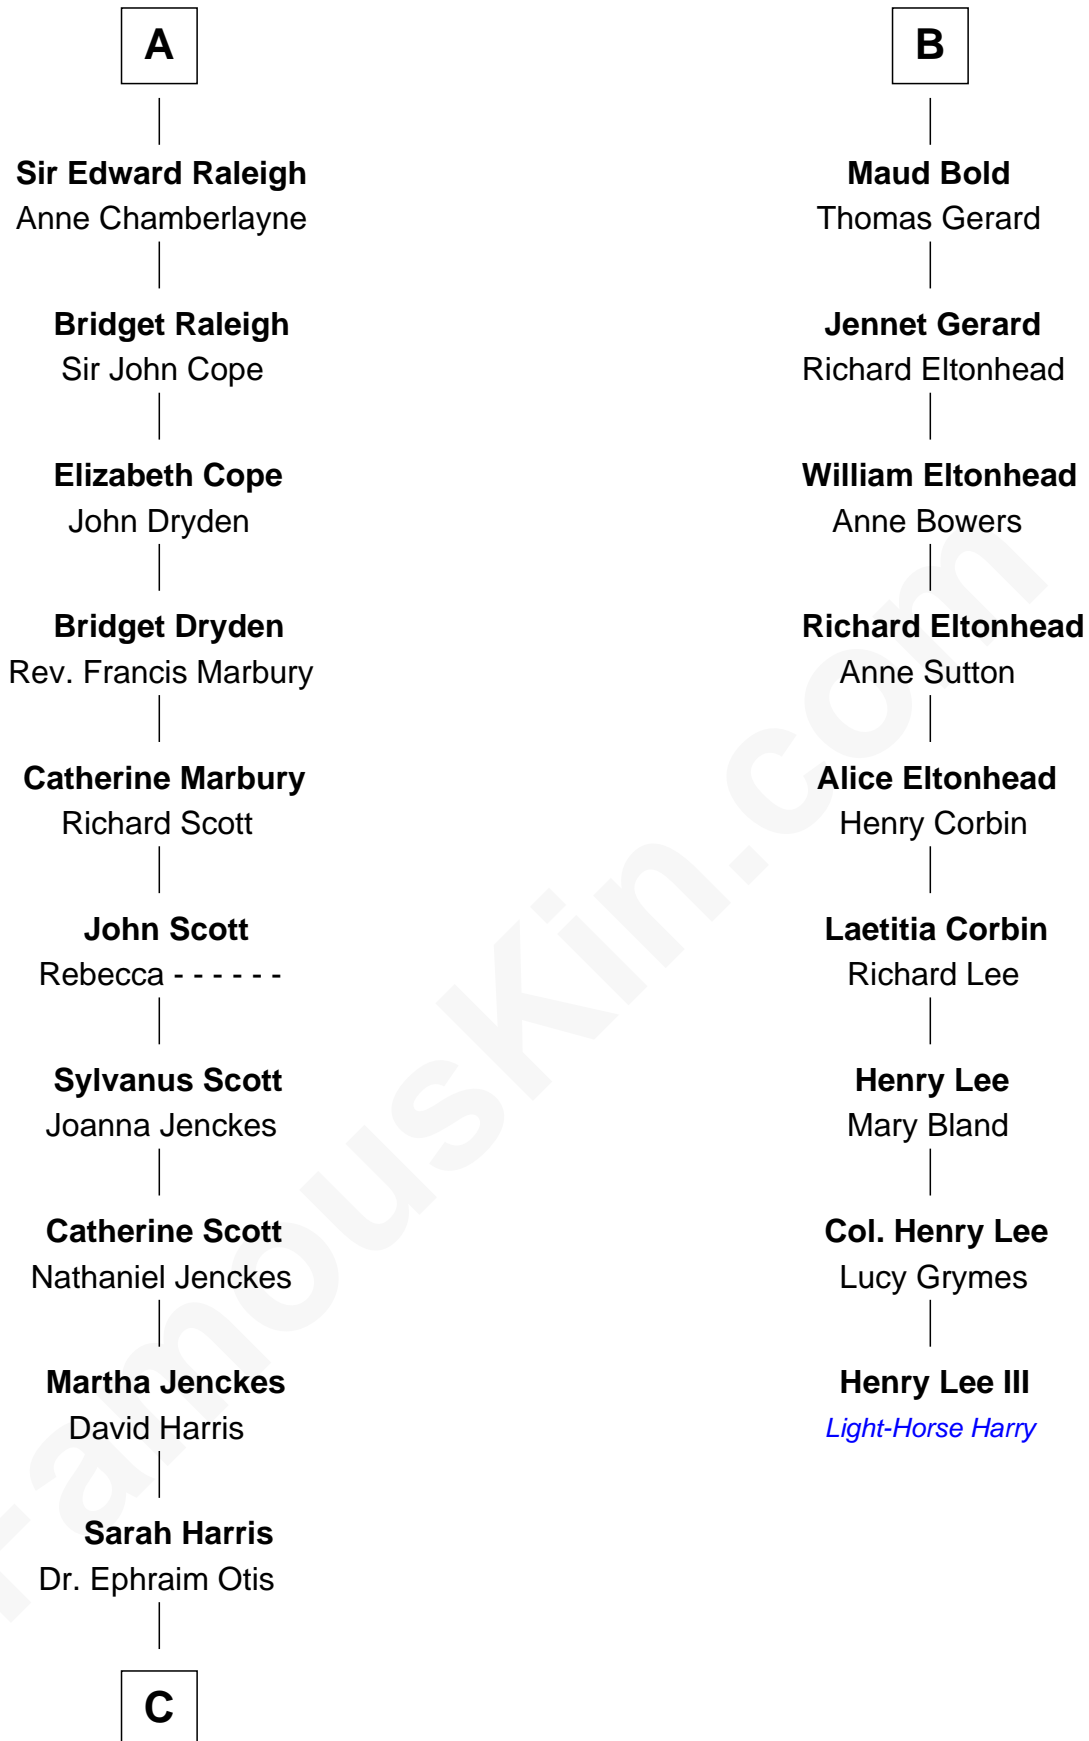 A
Sir Edward Raleigh
Anne Chamberlayne
Bridget Raleigh
Sir John Cope
Elizabeth Cope
John Dryden
Bridget Dryden
Rev. Francis Marbury
Catherine Marbury
Richard Scott
John Scott
Rebecca - - - - - -
Sylvanus Scott
Joanna Jenckes
Catherine Scott
Nathaniel Jenckes
Martha Jenckes
David Harris
Sarah Harris
Dr. Ephraim Otis
C
B
Maud Bold
Thomas Gerard
Jennet Gerard
Richard Eltonhead
William Eltonhead
Anne Bowers
Richard Eltonhead
Anne Sutton
Alice Eltonhead
Henry Corbin
Laetitia Corbin
Richard Lee
Henry Lee
Mary Bland
Col. Henry Lee
Lucy Grymes
Henry Lee III
Light-Horse Harry
FamousKin.com